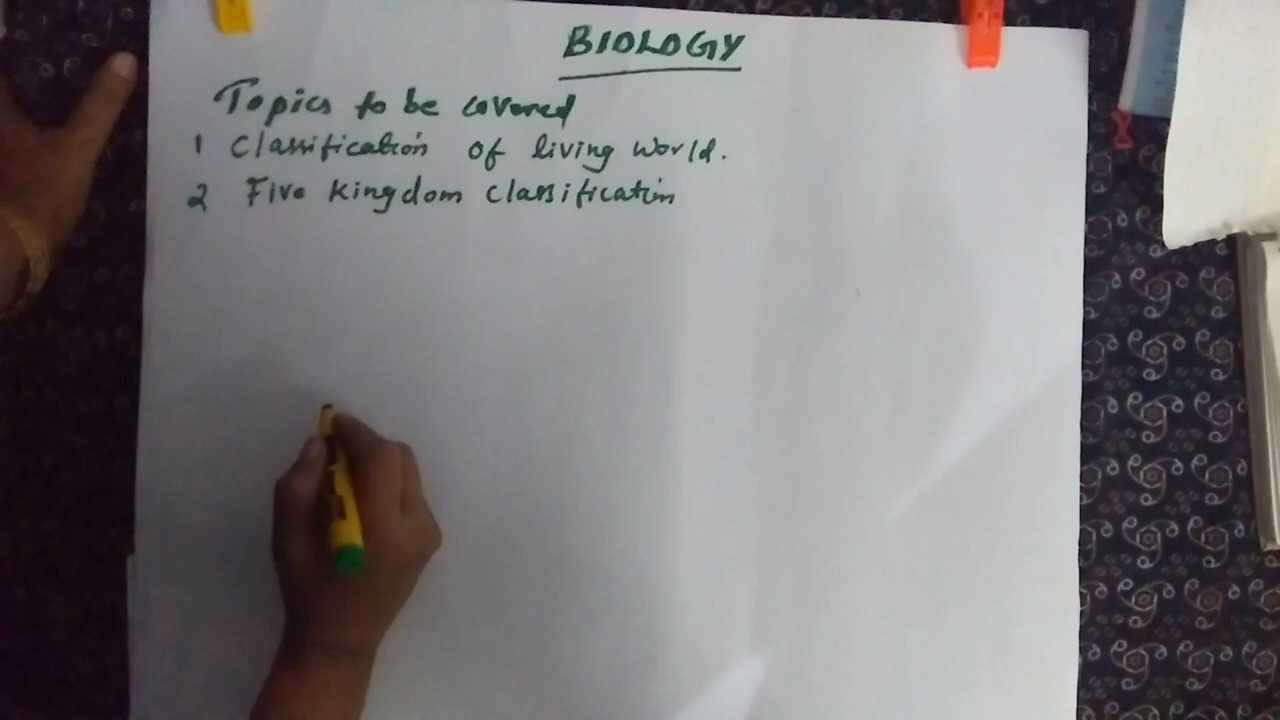 BIOLOGY
Topics to be covered
1 Classification of living world.
2 Five kingdom classification